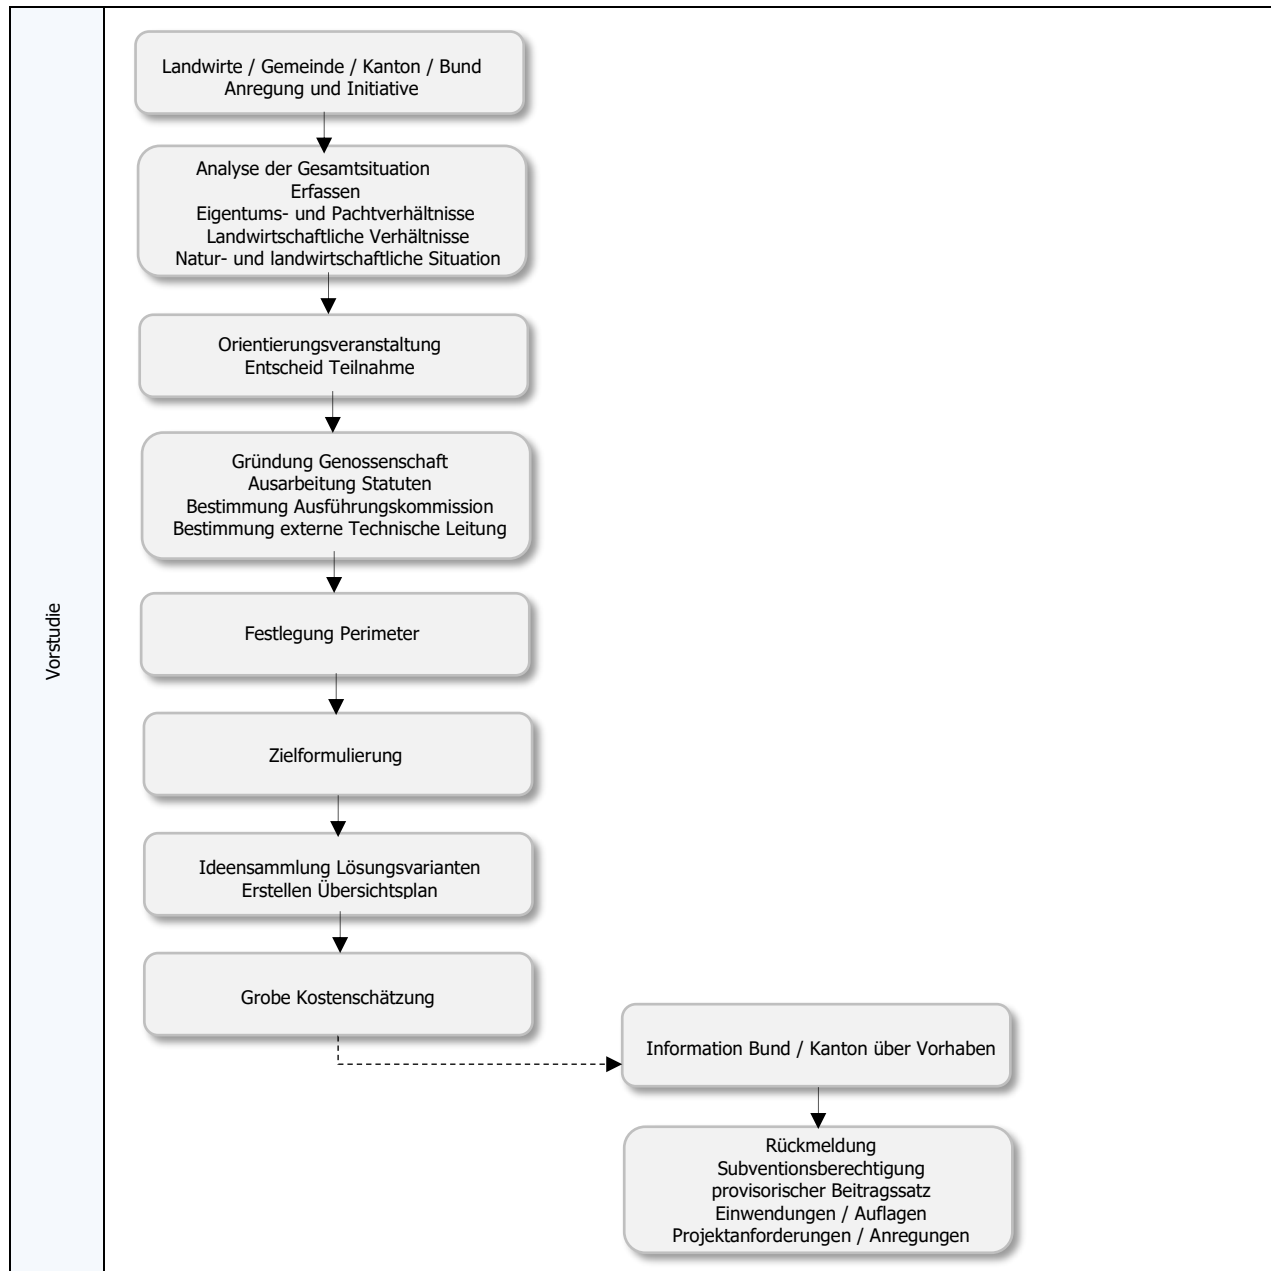 Vorstudie
Landwirte / Gemeinde / Kanton / Bund
Anregung und Initiative
Analyse der Gesamtsituation
Erfassen
Eigentums- und Pachtverhältnisse
Landwirtschaftliche Verhältnisse
Natur- und landwirtschaftliche Situation
Orientierungsveranstaltung
Entscheid Teilnahme
Gründung Genossenschaft
Ausarbeitung Statuten
Bestimmung Ausführungskommission
Bestimmung externe Technische Leitung
Festlegung Perimeter
Zielformulierung
Ideensammlung Lösungsvarianten
Erstellen Übersichtsplan
Grobe Kostenschätzung
Information Bund / Kanton über Vorhaben
Rückmeldung
Subventionsberechtigung
provisorischer Beitragssatz
Einwendungen / Auflagen
Projektanforderungen / Anregungen